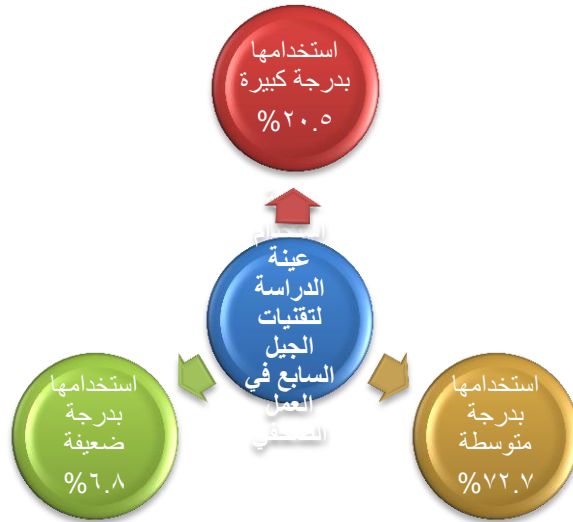 استخدامها
بدرجة كبيرة
%٢٠.٥
عينة
الدراسة
لتقنيات
الجيل
السابع في
العمل
استخدامها
بدرجة
ضعيفة
%٦.٨
استخدامها
بدرجة
متوسطة
%٧٢.٧